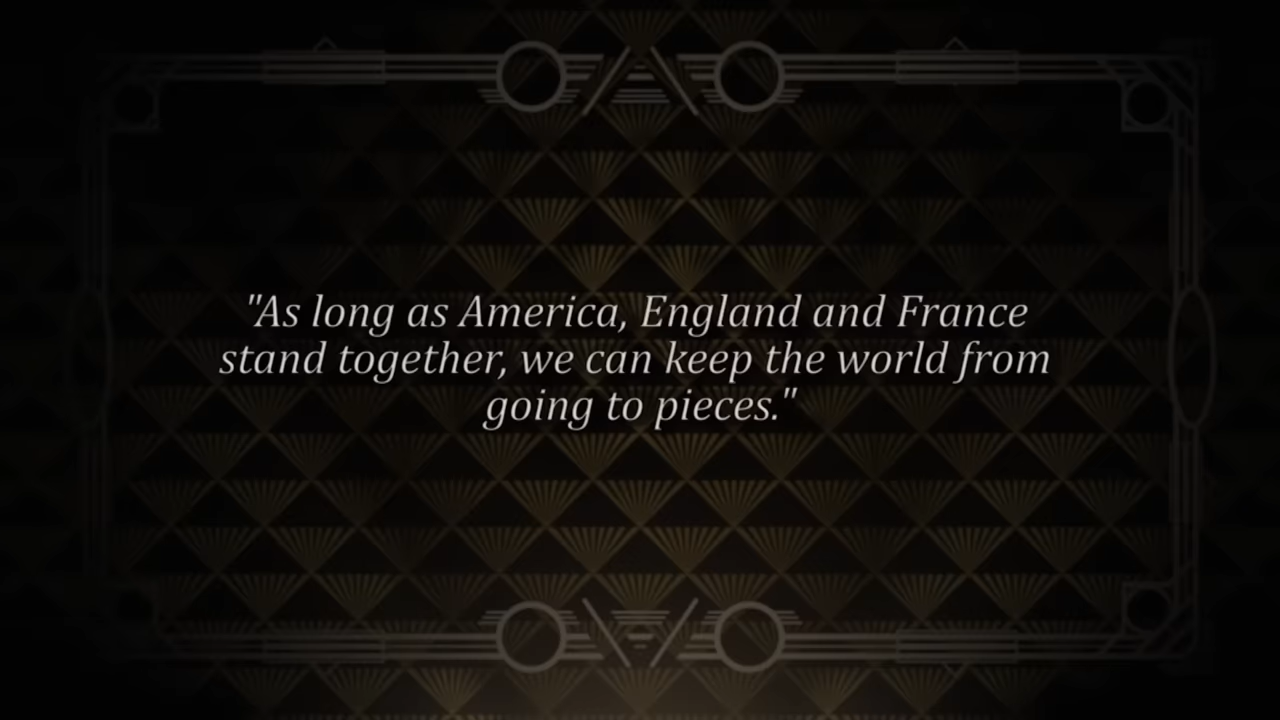 "As long as America, England and France
stand together, we can keep the world from
going to pieces."